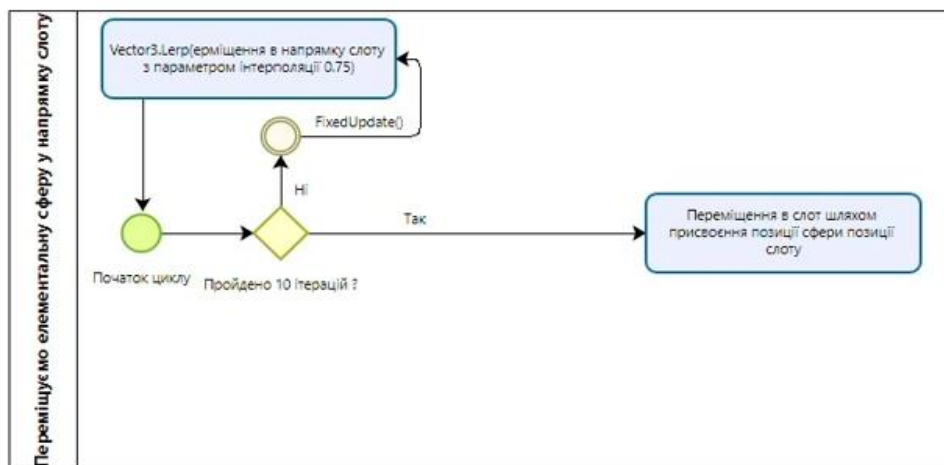 Переміщуємо елементальну сферу у напрямку слоту
Vector3.Lerp(ерміщення в напрямку слоту
з параметром інтерполяції 0.75)
FixedUpdate()
Ні
Так
Переміщення в слот шляхом
присвоєння позиції сфери позиції
слоту
Початок циклу
Пройдено 10 ітерацій ?